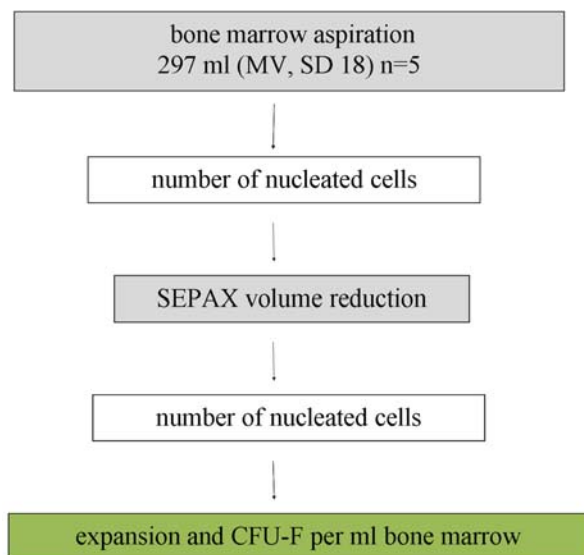 bone marrow aspiration
297 ml (MV, SD 18) n=5
number of nucleated cells
SEPAX volume reduction
number of nucleated cells
expansion and CFU-F per ml bone marrow